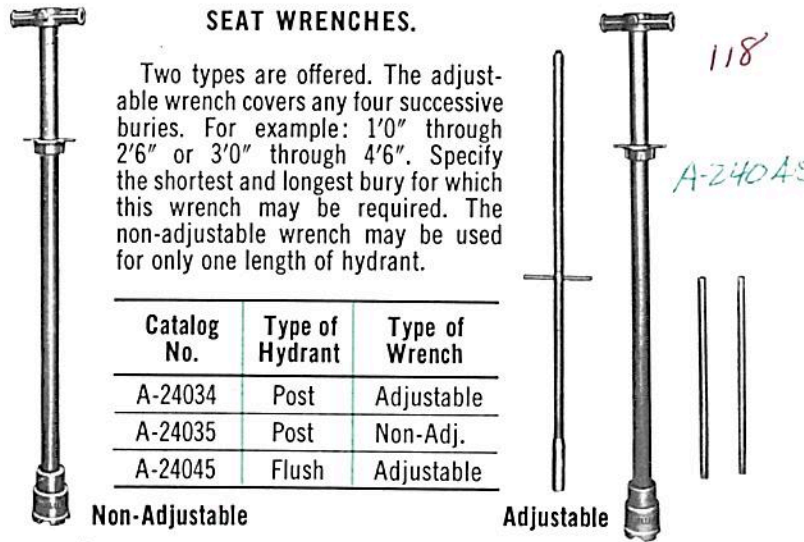 SEAT WRENCHES.
Two types are offered. The adjust-
able wrench covers any four successive
buries. For example: 1'0" through
2'6" or 3'0" through 4'6". Specify
the shortest and longest bury for which
this wrench may be required. The
non-adjustable wrench may be used
for only one length of hydrant.
Catalog No. Type of Hydrant Type of Wrench
A-24034 Post Adjustable
A-24035 Post Non-Adj.
A-24045 Flush Adjustable
Non-Adjustable
Adjustable
118